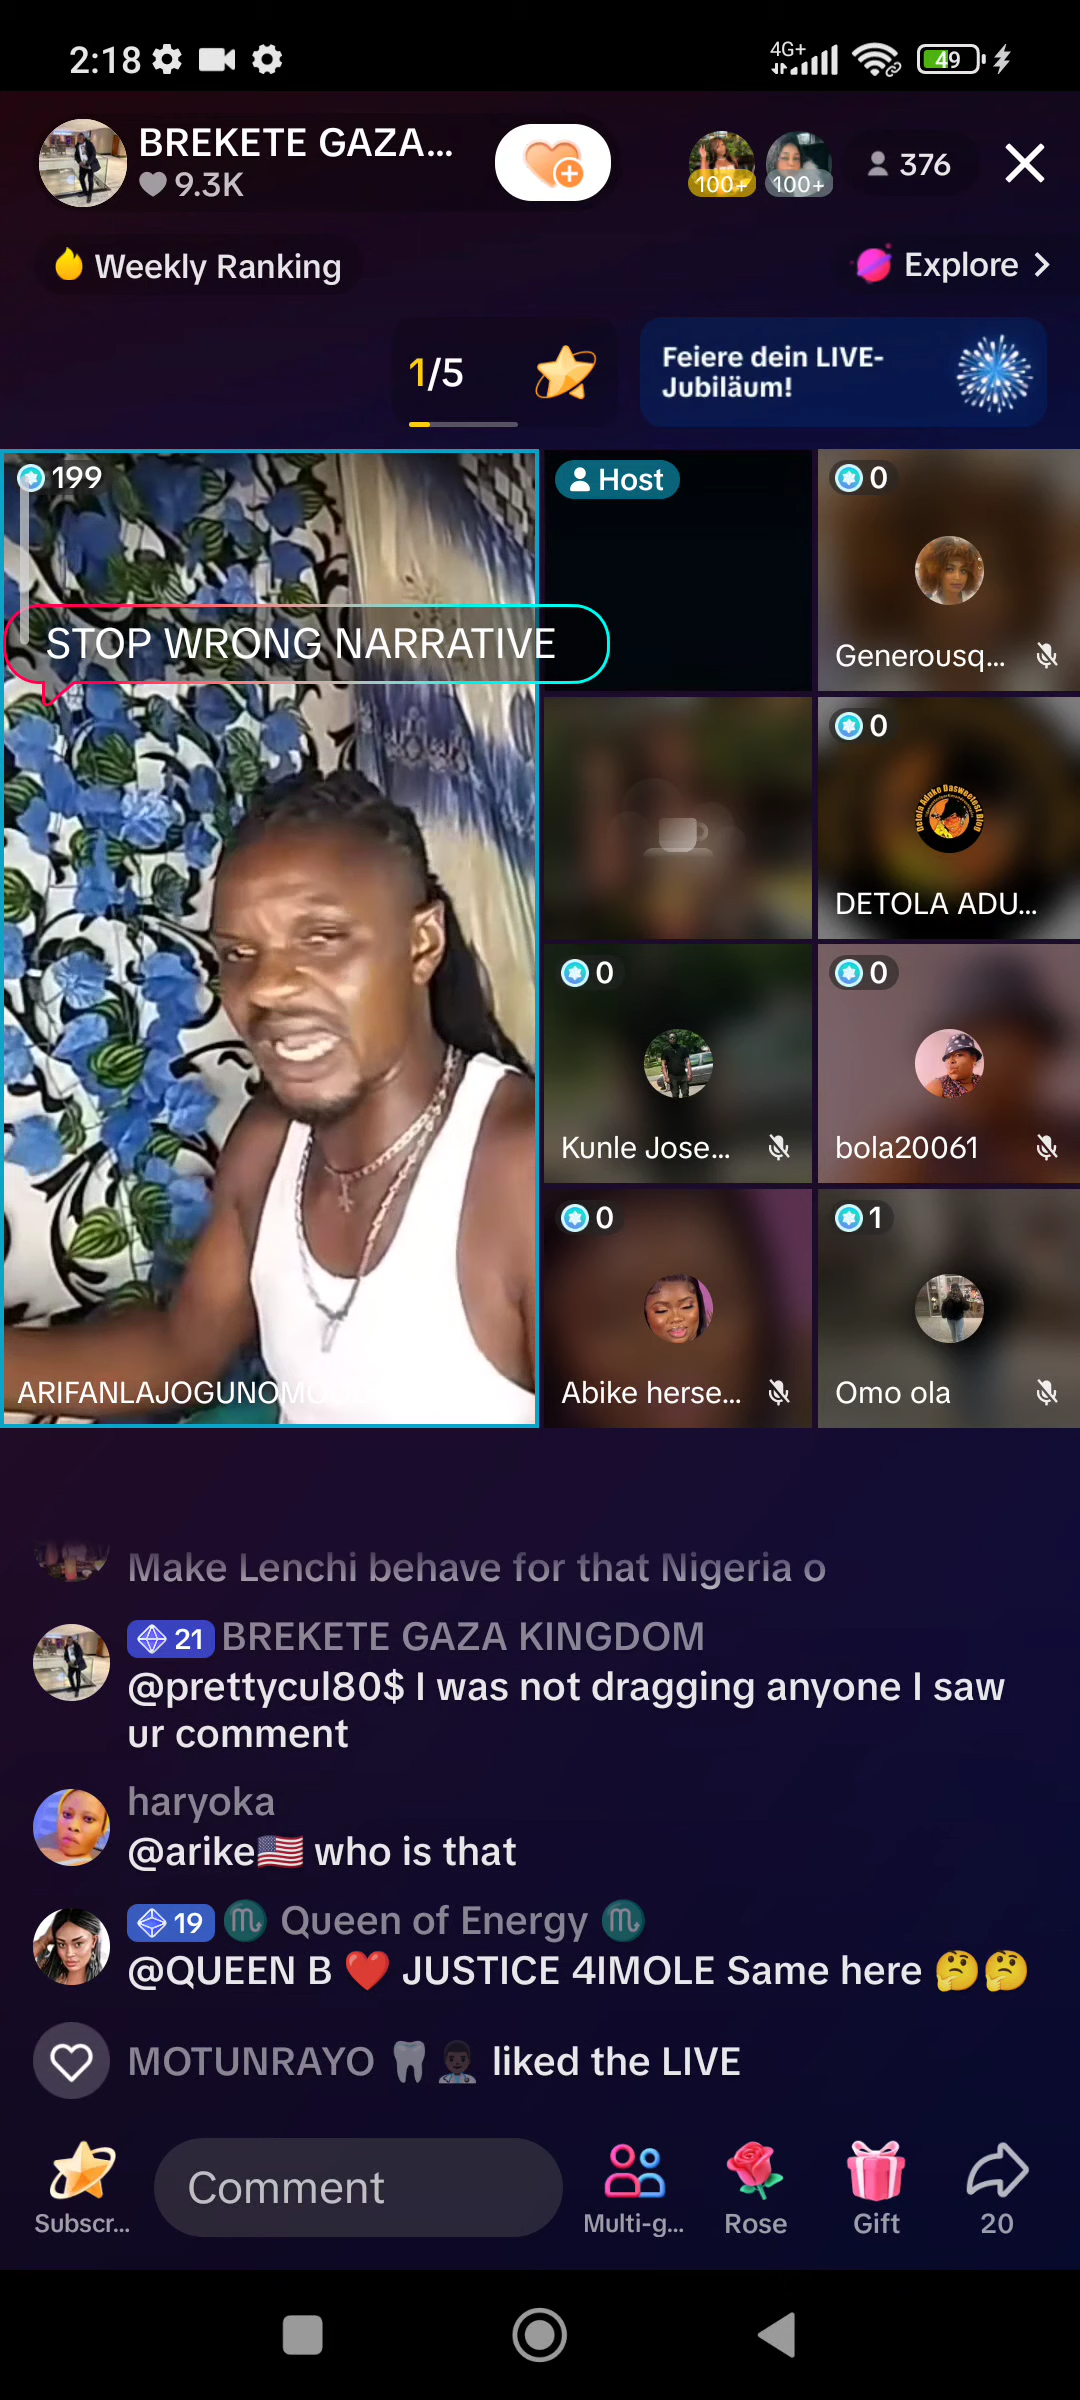 2:18
4G+
49
BREKETE GAZA...
9.3K
100+
100+
376
Weekly Ranking
Explore
1/5
Feiere dein LIVE-
Jubiläum!
199
Host
0
STOP WRONG NARRATIVE
Generousq...
0
Detola Aduke Dasweetest Blog
DETOLA ADU...
0
0
Kunle Jose...
bola20061
0
1
ARIFANLAJOGUNOMO
Abike herse...
Omo ola
Make Lenchi behave for that Nigeria o
21 BREKETE GAZA KINGDOM
@prettycul80$ I was not dragging anyone I saw
ur comment
haryoka
@arike🇺🇸 who is that
19 ♏ Queen of Energy ♏
@QUEEN B ❤️ JUSTICE 4IMOLE Same here 🤔🤔
MOTUNRAYO 🦷👨🏿‍⚕️ liked the LIVE
Subscr...
Comment
Multi-g...
Rose
Gift
20